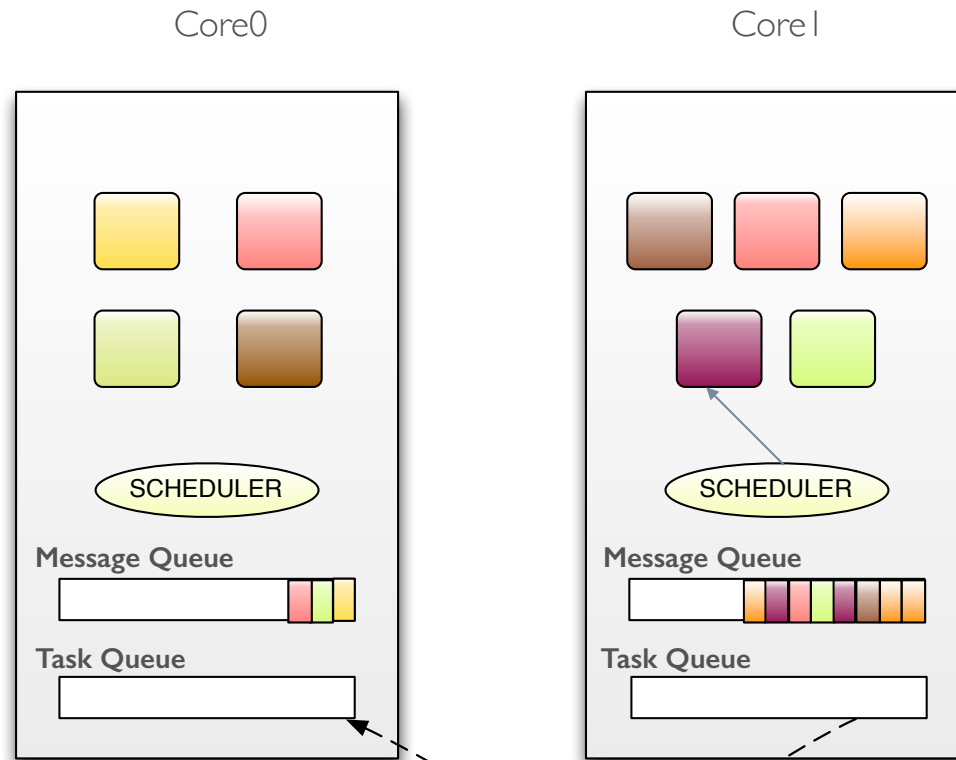 Core0
Core1
SCHEDULER
SCHEDULER
Message Queue
Message Queue
Task Queue
Task Queue